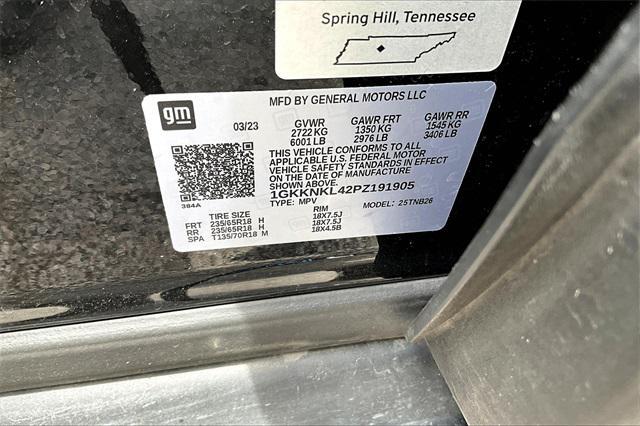 Spring Hill, Tennessee
gm
MFD BY GENERAL MOTORS LLC
03/23 GVWR GAWR FRT GAWR RR
2722 KG 1350 KG 1545 KG
6001 LB 2976 LB 3406 LB
THIS VEHICLE CONFORMS TO ALL
APPLICABLE U.S. FEDERAL MOTOR
VEHICLE SAFETY STANDARDS IN EFFECT
ON THE DATE OF MANUFACTURE
SHOWN ABOVE.
1GKKNKL42PZ191905
384A TYPE: MPV MODEL: 25TNB26
TIRE SIZE RIM
FRT 235/65R18 H 18X7.5J
RR 235/65R18 H 18X7.5J
SPA T135/70R18 M 18X4.5B